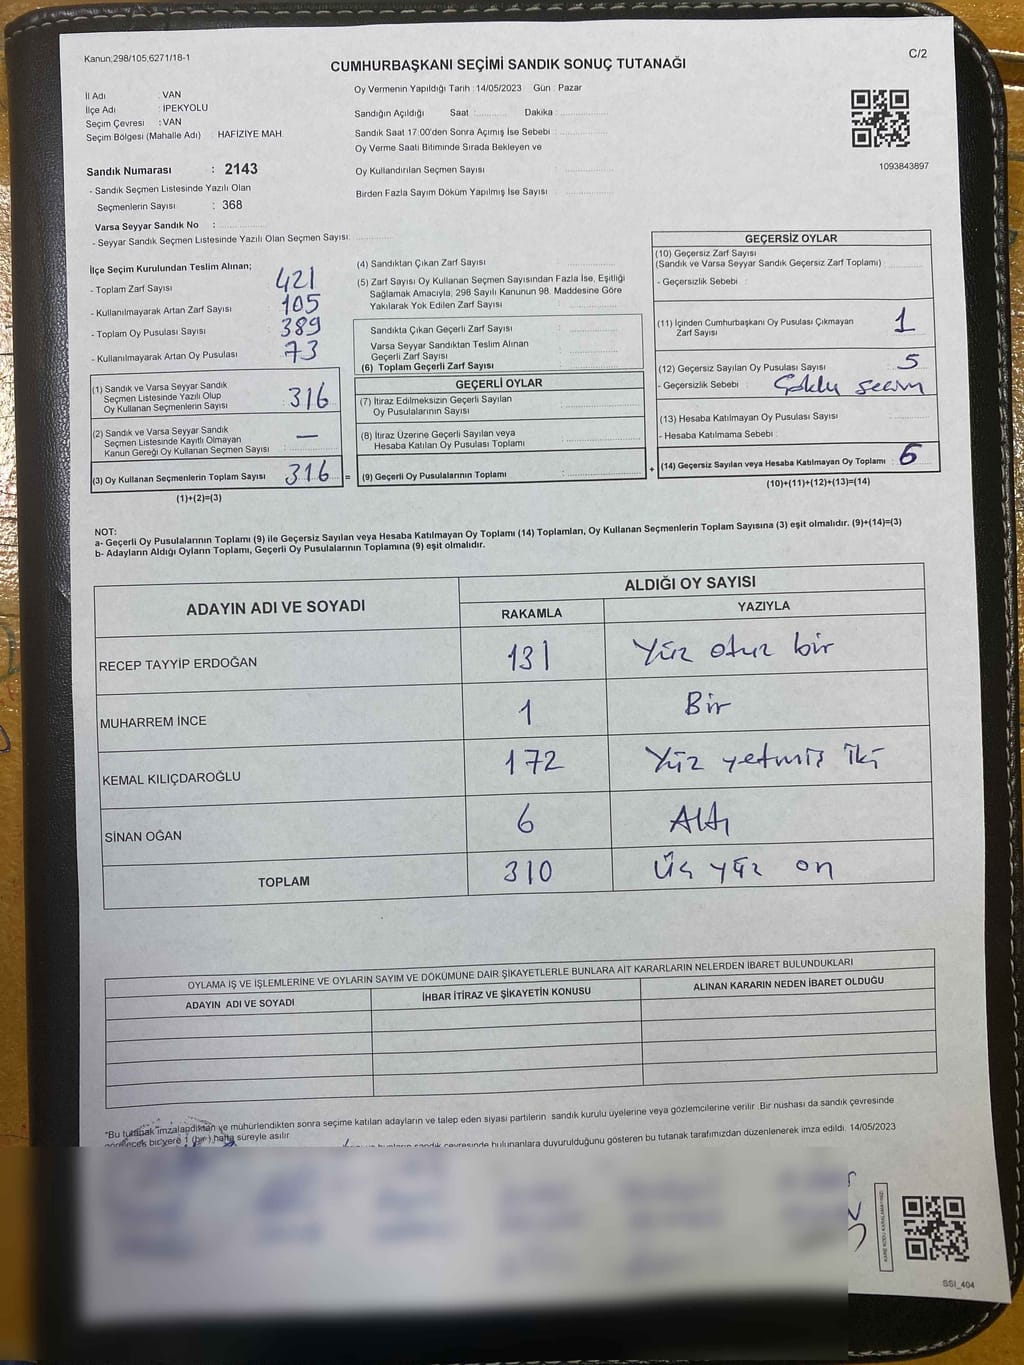 Kanun;298/105,6271/18-1
C/2
CUMHURBAŞKANI SEÇİMİ SANDIK SONUÇ TUTANAĞI
İl Adı : VAN
İlçe Adı : İPEKYOLU
Seçim Çevresi : VAN
Seçim Bölgesi (Mahalle Adı) : HAFIZİYE MAH.
Sandık Numarası : 2143
- Sandık Seçmen Listesinde Yazılı Olan
Seçmenlerin Sayısı : 368
Varsa Seyyar Sandık No :
- Seyyar Sandık Seçmen Listesinde Yazılı Olan Seçmen Sayısı:
Oy Vermenin Yapıldığı Tarih : 14/05/2023 Gün : Pazar
Sandığın Açıldığı Saat : Dakika :
Sandık Saat 17:00'den Sonra Açımış İse Sebebi :
Oy Verme Saati Bitiminde Sırada Bekleyen ve
Oy Kullandırılan Seçmen Sayısı :
Birden Fazla Sayım Döküm Yapılmış İse Sayısı :
1093843897
İlçe Seçim Kurulundan Teslim Alınan;
- Toplam Zarf Sayısı : 421
- Kullanılmayarak Artan Zarf Sayısı : 105
- Toplam Oy Pusulası Sayısı : 389
- Kullanılmayarak Artan Oy Pusulası : 73
(1) Sandık ve Varsa Seyyar Sandık
Seçmen Listesinde Yazılı Olup
Oy Kullanan Seçmenlerin Sayısı : 316
(2) Sandık ve Varsa Seyyar Sandık
Seçmen Listesinde Kayıtlı Olmayan
Kanun Gereği Oy Kullanan Seçmen Sayısı : —
(3) Oy Kullanan Seçmenlerin Toplam Sayısı : 316 =
(1)+(2)=(3)
(4) Sandıktan Çıkan Zarf Sayısı :
(5) Zarf Sayısı Oy Kullanan Seçmen Sayısından Fazla İse, Eşitliği
Sağlamak Amacıyla, 298 Sayılı Kanunun 98. Maddesine Göre
Yakılarak Yok Edilen Zarf Sayısı :
Sandıkta Çıkan Geçerli Zarf Sayısı :
Varsa Seyyar Sandıktan Teslim Alınan
Geçerli Zarf Sayısı :
(6) Toplam Geçerli Zarf Sayısı :
GEÇERLİ OYLAR
(7) İtiraz Edilmeksizin Geçerli Sayılan
Oy Pusulalarının Sayısı :
(8) İtiraz Üzerine Geçerli Sayılan veya
Hesaba Katılan Oy Pusulası Toplamı :
(9) Geçerli Oy Pusulalarının Toplamı : +
GEÇERSİZ OYLAR
(10) Geçersiz Zarf Sayısı
(Sandık ve Varsa Seyyar Sandık Geçersiz Zarf Toplamı) :
- Geçersizlik Sebebi :
(11) İçinden Cumhurbaşkanı Oy Pusulası Çıkmayan
Zarf Sayısı : 1
(12) Geçersiz Sayılan Oy Pusulası Sayısı : 5
- Geçersizlik Sebebi : Çoklu seçim
(13) Hesaba Katılmayan Oy Pusulası Sayısı :
- Hesaba Katılmama Sebebi :
(14) Geçersiz Sayılan veya Hesaba Katılmayan Oy Toplamı : 6
(10)+(11)+(12)+(13)=(14)
NOT:
a- Geçerli Oy Pusulalarının Toplamı (9) ile Geçersiz Sayılan veya Hesaba Katılmayan Oy Toplamı (14) Toplamları, Oy Kullanan Seçmenlerin Toplam Sayısına (3) eşit olmalıdır. (9)+(14)=(3)
b- Adayların Aldığı Oyların Toplamı, Geçerli Oy Pusulalarının Toplamına (9) eşit olmalıdır.
ADAYIN ADI VE SOYADI ALDIĞI OY SAYISI
RAKAMLA YAZIYLA
RECEP TAYYİP ERDOĞAN 131 Yüz otuz bir
MUHARREM İNCE 1 Bir
KEMAL KILIÇDAROĞLU 172 Yüz yetmiş iki
SİNAN OĞAN 6 Altı
TOPLAM 310 Üç yüz on
OYLAMA İŞ VE İŞLEMLERİNE VE OYLARIN SAYIM VE DÖKÜMÜNE DAİR ŞİKAYETLERLE BUNLARA AİT KARARLARIN NELERDEN İBARET BULUNDUKLARI
ADAYIN ADI VE SOYADI İHBAR İTİRAZ VE ŞİKAYETİN KONUSU ALINAN KARARIN NEDEN İBARET OLDUĞU
*Bu tutanak imzalapdıktan ve mühürlendikten sonra seçime katılan adayların ve talep eden siyasi partilerin sandık kurulu üyelerine veya gözlemcilerine verilir. Bir nüshası da sandık çevresinde
görülecek bir yere 1 (bir) hafta süreyle asılır.
sandık çevresinde bulunanlara duyurulduğunu gösteren bu tutanak tarafımızdan düzenlenerek imza edildi. 14/05/2023
SSI_404